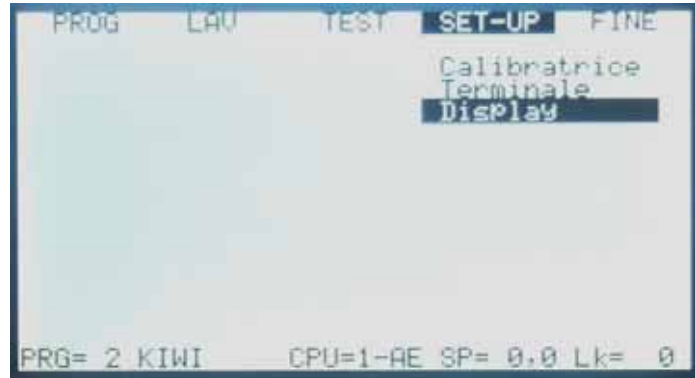 PROG LAV TEST SET-UP FINE
Calibratrice
Terminale
Display
PRG= 2 KIWI CPU=1-AE SP= 0,0 Lk= 0